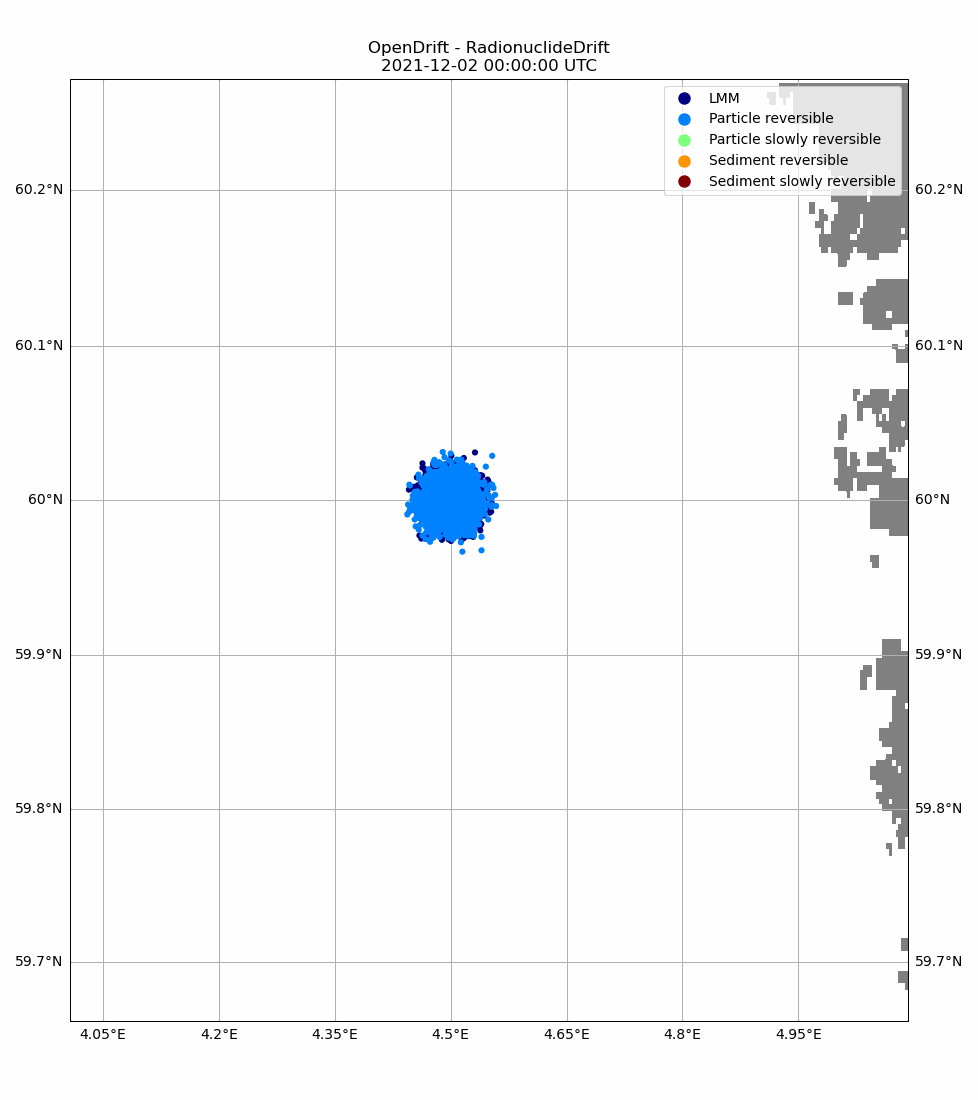 OpenDrift - RadionuclideDrift
2021-12-02 00:00:00 UTC
LMM
Particle reversible
Particle slowly reversible
Sediment reversible
Sediment slowly reversible
60.2°N 60.2°N
60.1°N 60.1°N
60°N 60°N
59.9°N 59.9°N
59.8°N 59.8°N
59.7°N 59.7°N
4.05°E 4.2°E 4.35°E 4.5°E 4.65°E 4.8°E 4.95°E